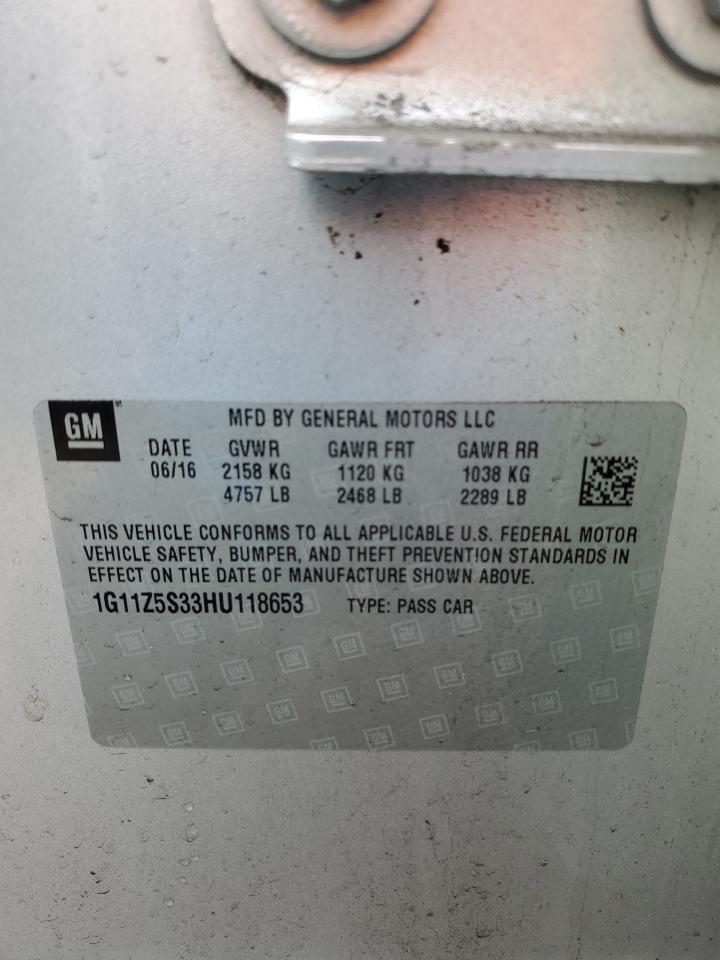 GM
MFD BY GENERAL MOTORS LLC
DATE GVWR GAWR FRT GAWR RR
06/16 2158 KG 1120 KG 1038 KG
4757 LB 2468 LB 2289 LB
THIS VEHICLE CONFORMS TO ALL APPLICABLE U.S. FEDERAL MOTOR
VEHICLE SAFETY, BUMPER, AND THEFT PREVENTION STANDARDS IN
EFFECT ON THE DATE OF MANUFACTURE SHOWN ABOVE.
1G11Z5S33HU118653 TYPE: PASS CAR